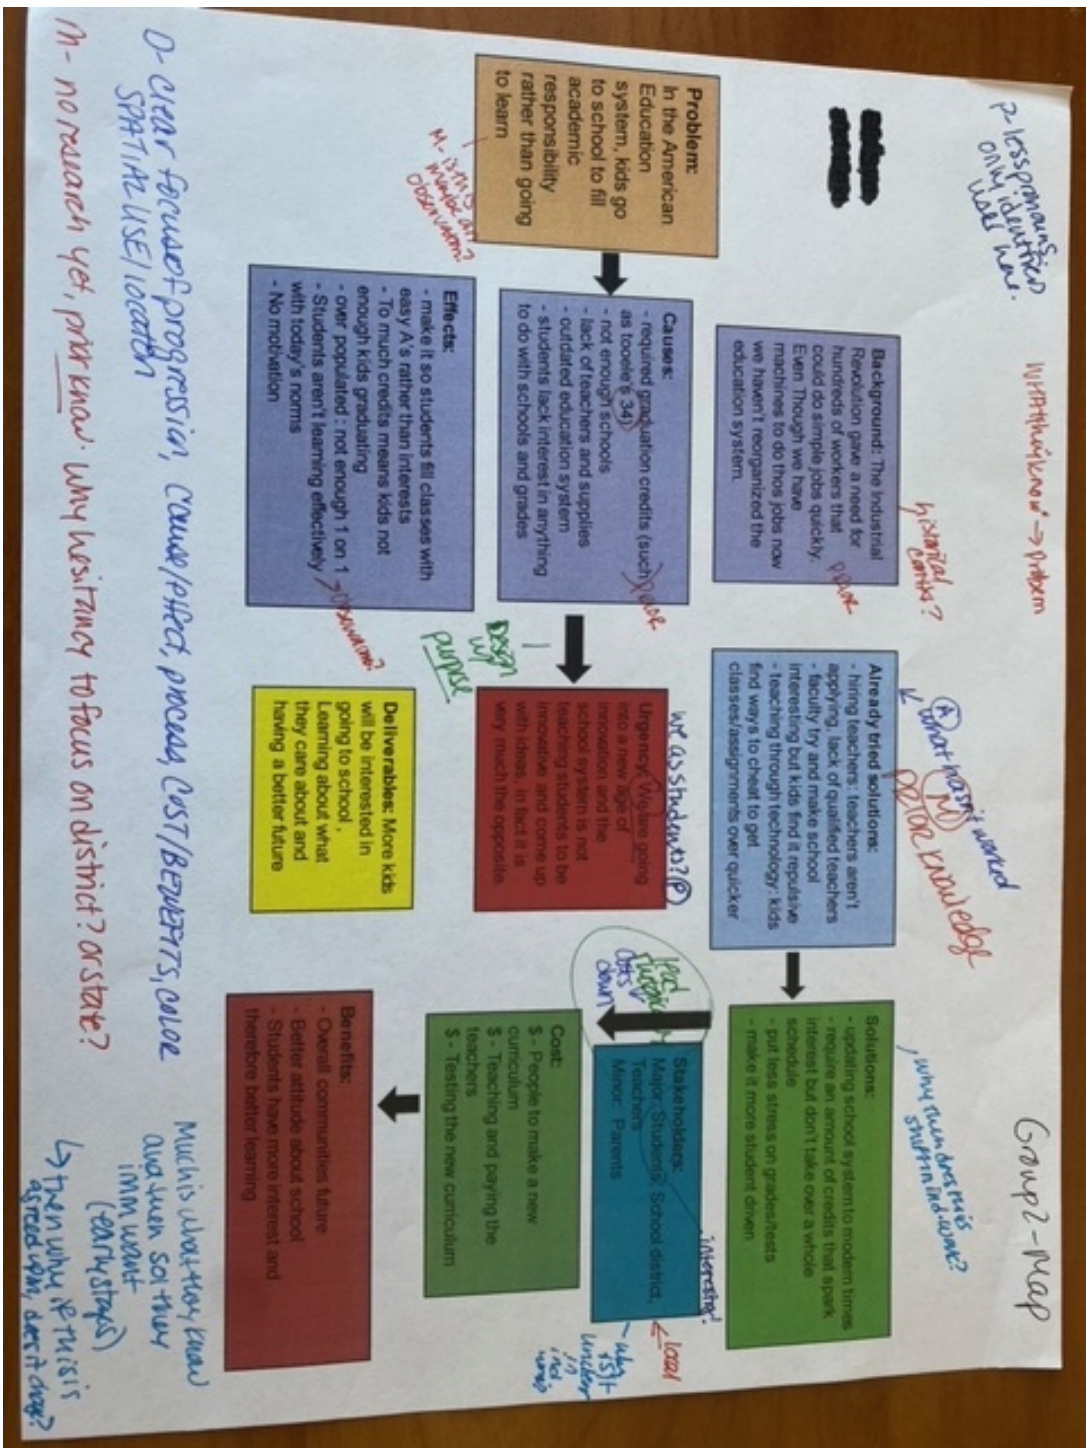 Group 2 - Map
P- less pronouns
only identified
used here.
WHAT they know → problem
historical
context?
Background: The Industrial
Revolution gave a need for
hundreds of workers that
could do simple jobs quickly.
Even Though we have
machines to do thos jobs now
we haven't reorganized the
education system.
prior
(A) what hasn't worked
(M)
PRIOR KNOWLEDGE
Already tried solutions:
- hiring teachers: teachers aren't
applying, lack of qualified teachers
- faculty try and make school
interesting but kids find it repulsive
- teaching through technology: kids
find ways to cheat to get
classes/assignments over quicker
why then does this
still
Solutions:
- updating school system to modern times
- require an amount of credits that spark
interest but don't take over a whole
schedule
- put less stress on grades/tests
- make it more student driven
Problem:
In the American
Education
system, kids go
to school to fill
academic
responsibility
rather than going
to learn
M- is this
maybe an
observation?
Causes:
- required graduation credits (such
as tooele's 34)
- not enough schools
- lack of teachers and supplies
- outdated education system
- students lack interest in anything
to do with schools and grades
prior
we as students? (P)
Urgency: We are going
into a new age of
innovation and the
school system is not
teaching students to be
innovative and come up
with ideas, in fact it is
very much the opposite.
Design
w/
purpose
interesting!
local
Stakeholders:
Major: Students, School district,
Teachers
Minor: Parents
why
is it
under
in
not
down
Effects:
- make it so students fill classes with
easy A's rather than interests
- To much credits means kids not
enough kids graduating
- over populated : not enough 1 on 1
- Students aren't learning effectively
with today's norms
- No motivation
observations?
Deliverables: More kids
will be interested in
going to school ,
Learning about what
they care about and
having a better future
Cost:
$ - People to make a new
curriculum
$ - Teaching and paying the
teachers
$ - Testing the new curriculum
Benefits:
- Overall communities future
- Better attitude about school
- Students have more interest and
therefore better learning
D- Clear focus of progression, cause/effect, process, COST/BENEFITS, COLOR
SPATIAL USE/location
M- no research yet, prior know. why hesitancy to focus on district? or state?
Much is what they know
and then sol they
imm want
(early stages)
↳ then why if this is
agreed upon, does it change?